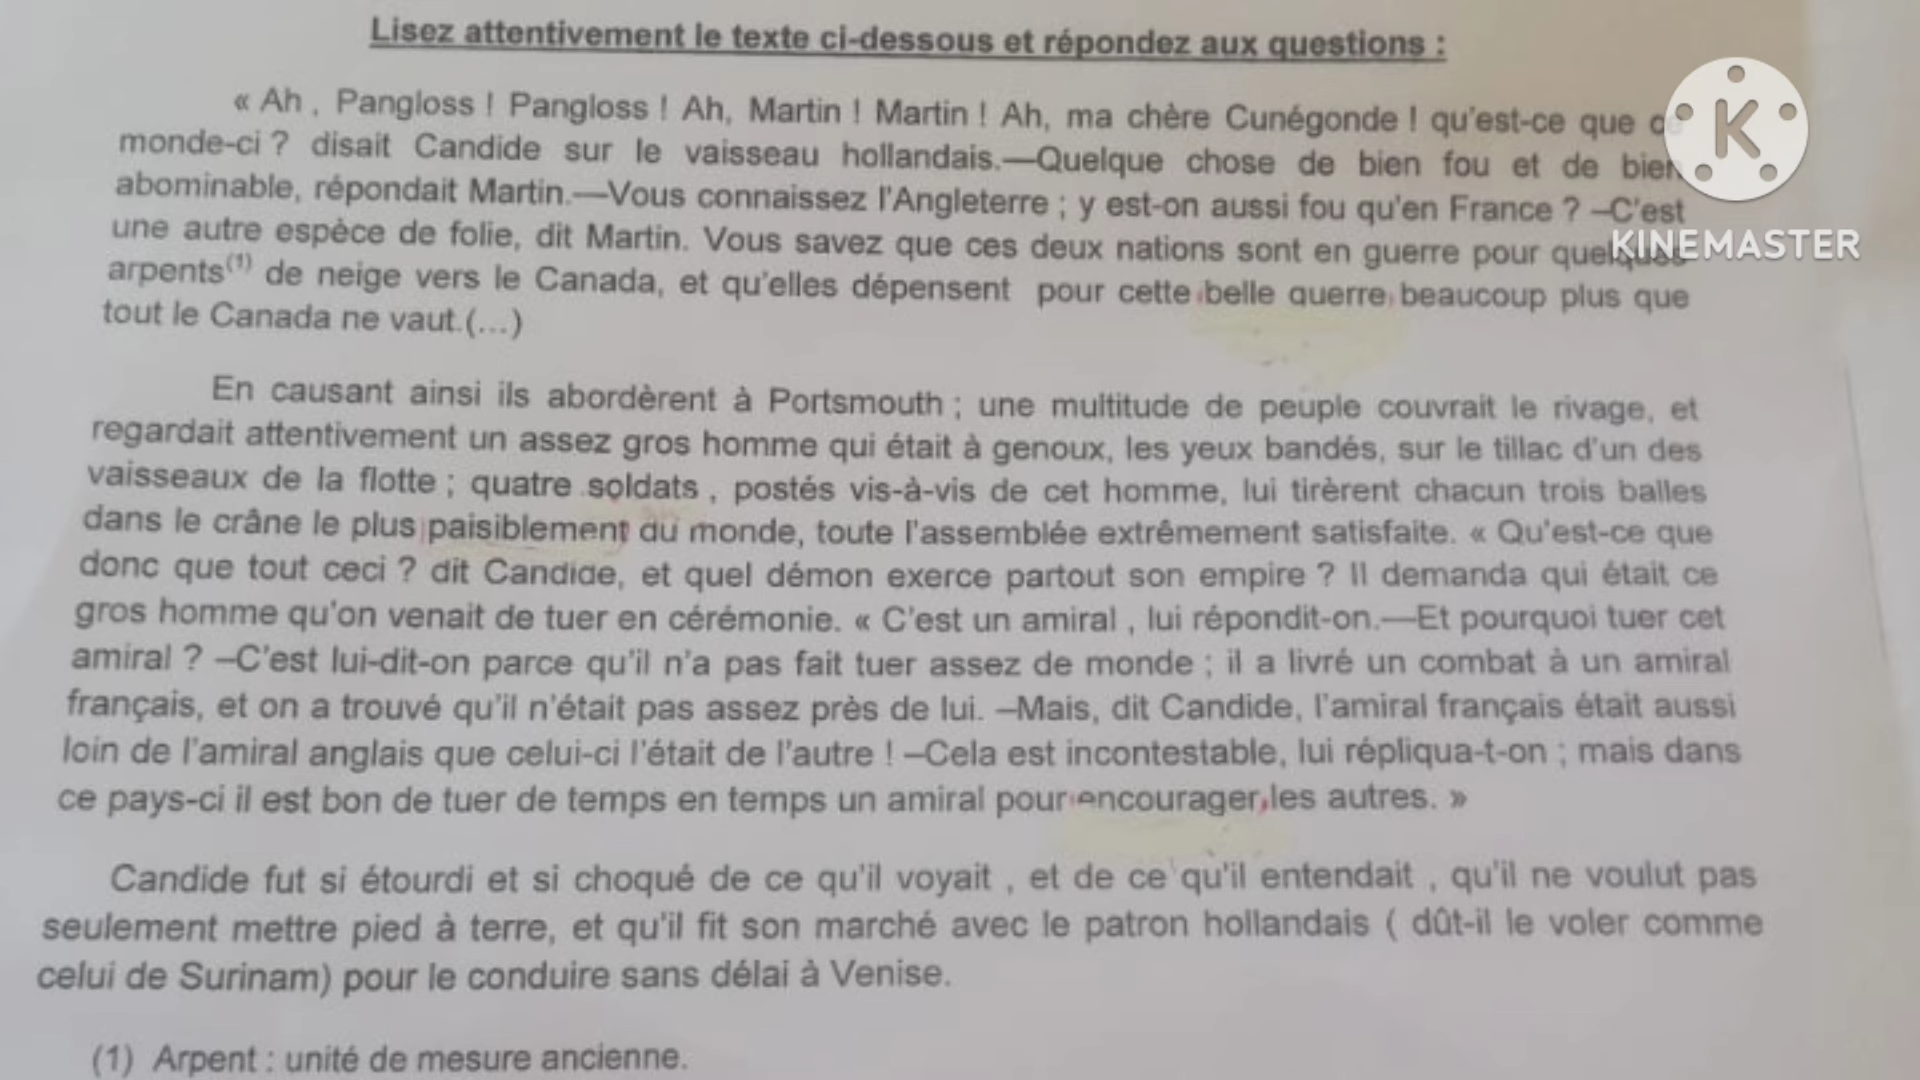 Lisez attentivement le texte ci-dessous et répondez aux questions :
« Ah , Pangloss ! Pangloss ! Ah, Martin ! Martin ! Ah, ma chère Cunégonde ! qu'est-ce que
monde-ci ? disait Candide sur le vaisseau hollandais.—Quelque chose de bien fou et de bien
abominable, répondait Martin.—Vous connaissez l'Angleterre ; y est-on aussi fou qu'en France ? –C'est
une autre espèce de folie, dit Martin. Vous savez que ces deux nations sont en guerre pour quelques
arpents(1) de neige vers le Canada, et qu'elles dépensent pour cette belle guerre beaucoup plus que
tout le Canada ne vaut.(...)
En causant ainsi ils abordèrent à Portsmouth ; une multitude de peuple couvrait le rivage, et
regardait attentivement un assez gros homme qui était à genoux, les yeux bandés, sur le tillac d'un des
vaisseaux de la flotte ; quatre soldats , postés vis-à-vis de cet homme, lui tirèrent chacun trois balles
dans le crâne le plus paisiblement du monde, toute l'assemblée extrêmement satisfaite. « Qu'est-ce que
donc que tout ceci ? dit Candide, et quel démon exerce partout son empire ? Il demanda qui était ce
gros homme qu'on venait de tuer en cérémonie. « C'est un amiral , lui répondit-on.—Et pourquoi tuer cet
amiral ? –C'est lui-dit-on parce qu'il n'a pas fait tuer assez de monde ; il a livré un combat à un amiral
français, et on a trouvé qu'il n'était pas assez près de lui. –Mais, dit Candide, l'amiral français était aussi
loin de l'amiral anglais que celui-ci l'était de l'autre ! –Cela est incontestable, lui répliqua-t-on ; mais dans
ce pays-ci il est bon de tuer de temps en temps un amiral pour encourager les autres. »
Candide fut si étourdi et si choqué de ce qu'il voyait , et de ce qu'il entendait , qu'il ne voulut pas
seulement mettre pied à terre, et qu'il fit son marché avec le patron hollandais ( dût-il le voler comme
celui de Surinam) pour le conduire sans délai à Venise.
(1) Arpent : unité de mesure ancienne.
K
KINEMASTER